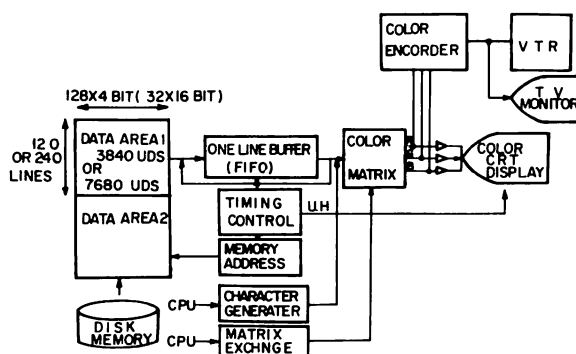 COLOR
ENCORDER
VTR
T V
MONITOR
128X4 BIT( 32X16 BIT)
120
OR 240
LINES
DATA AREA1
3840 UDS
OR
7680 UDS
DATA AREA2
ONE LINE BUFFER
(FIFO)
COLOR
MATRIX
COLOR
CRT
DISPLAY
TIMING
CONTROL
U.H
MEMORY
ADDRESS
DISK
MEMORY
CPU
CHARACTER
GENERATER
CPU
MATRIX
EXCHNGE